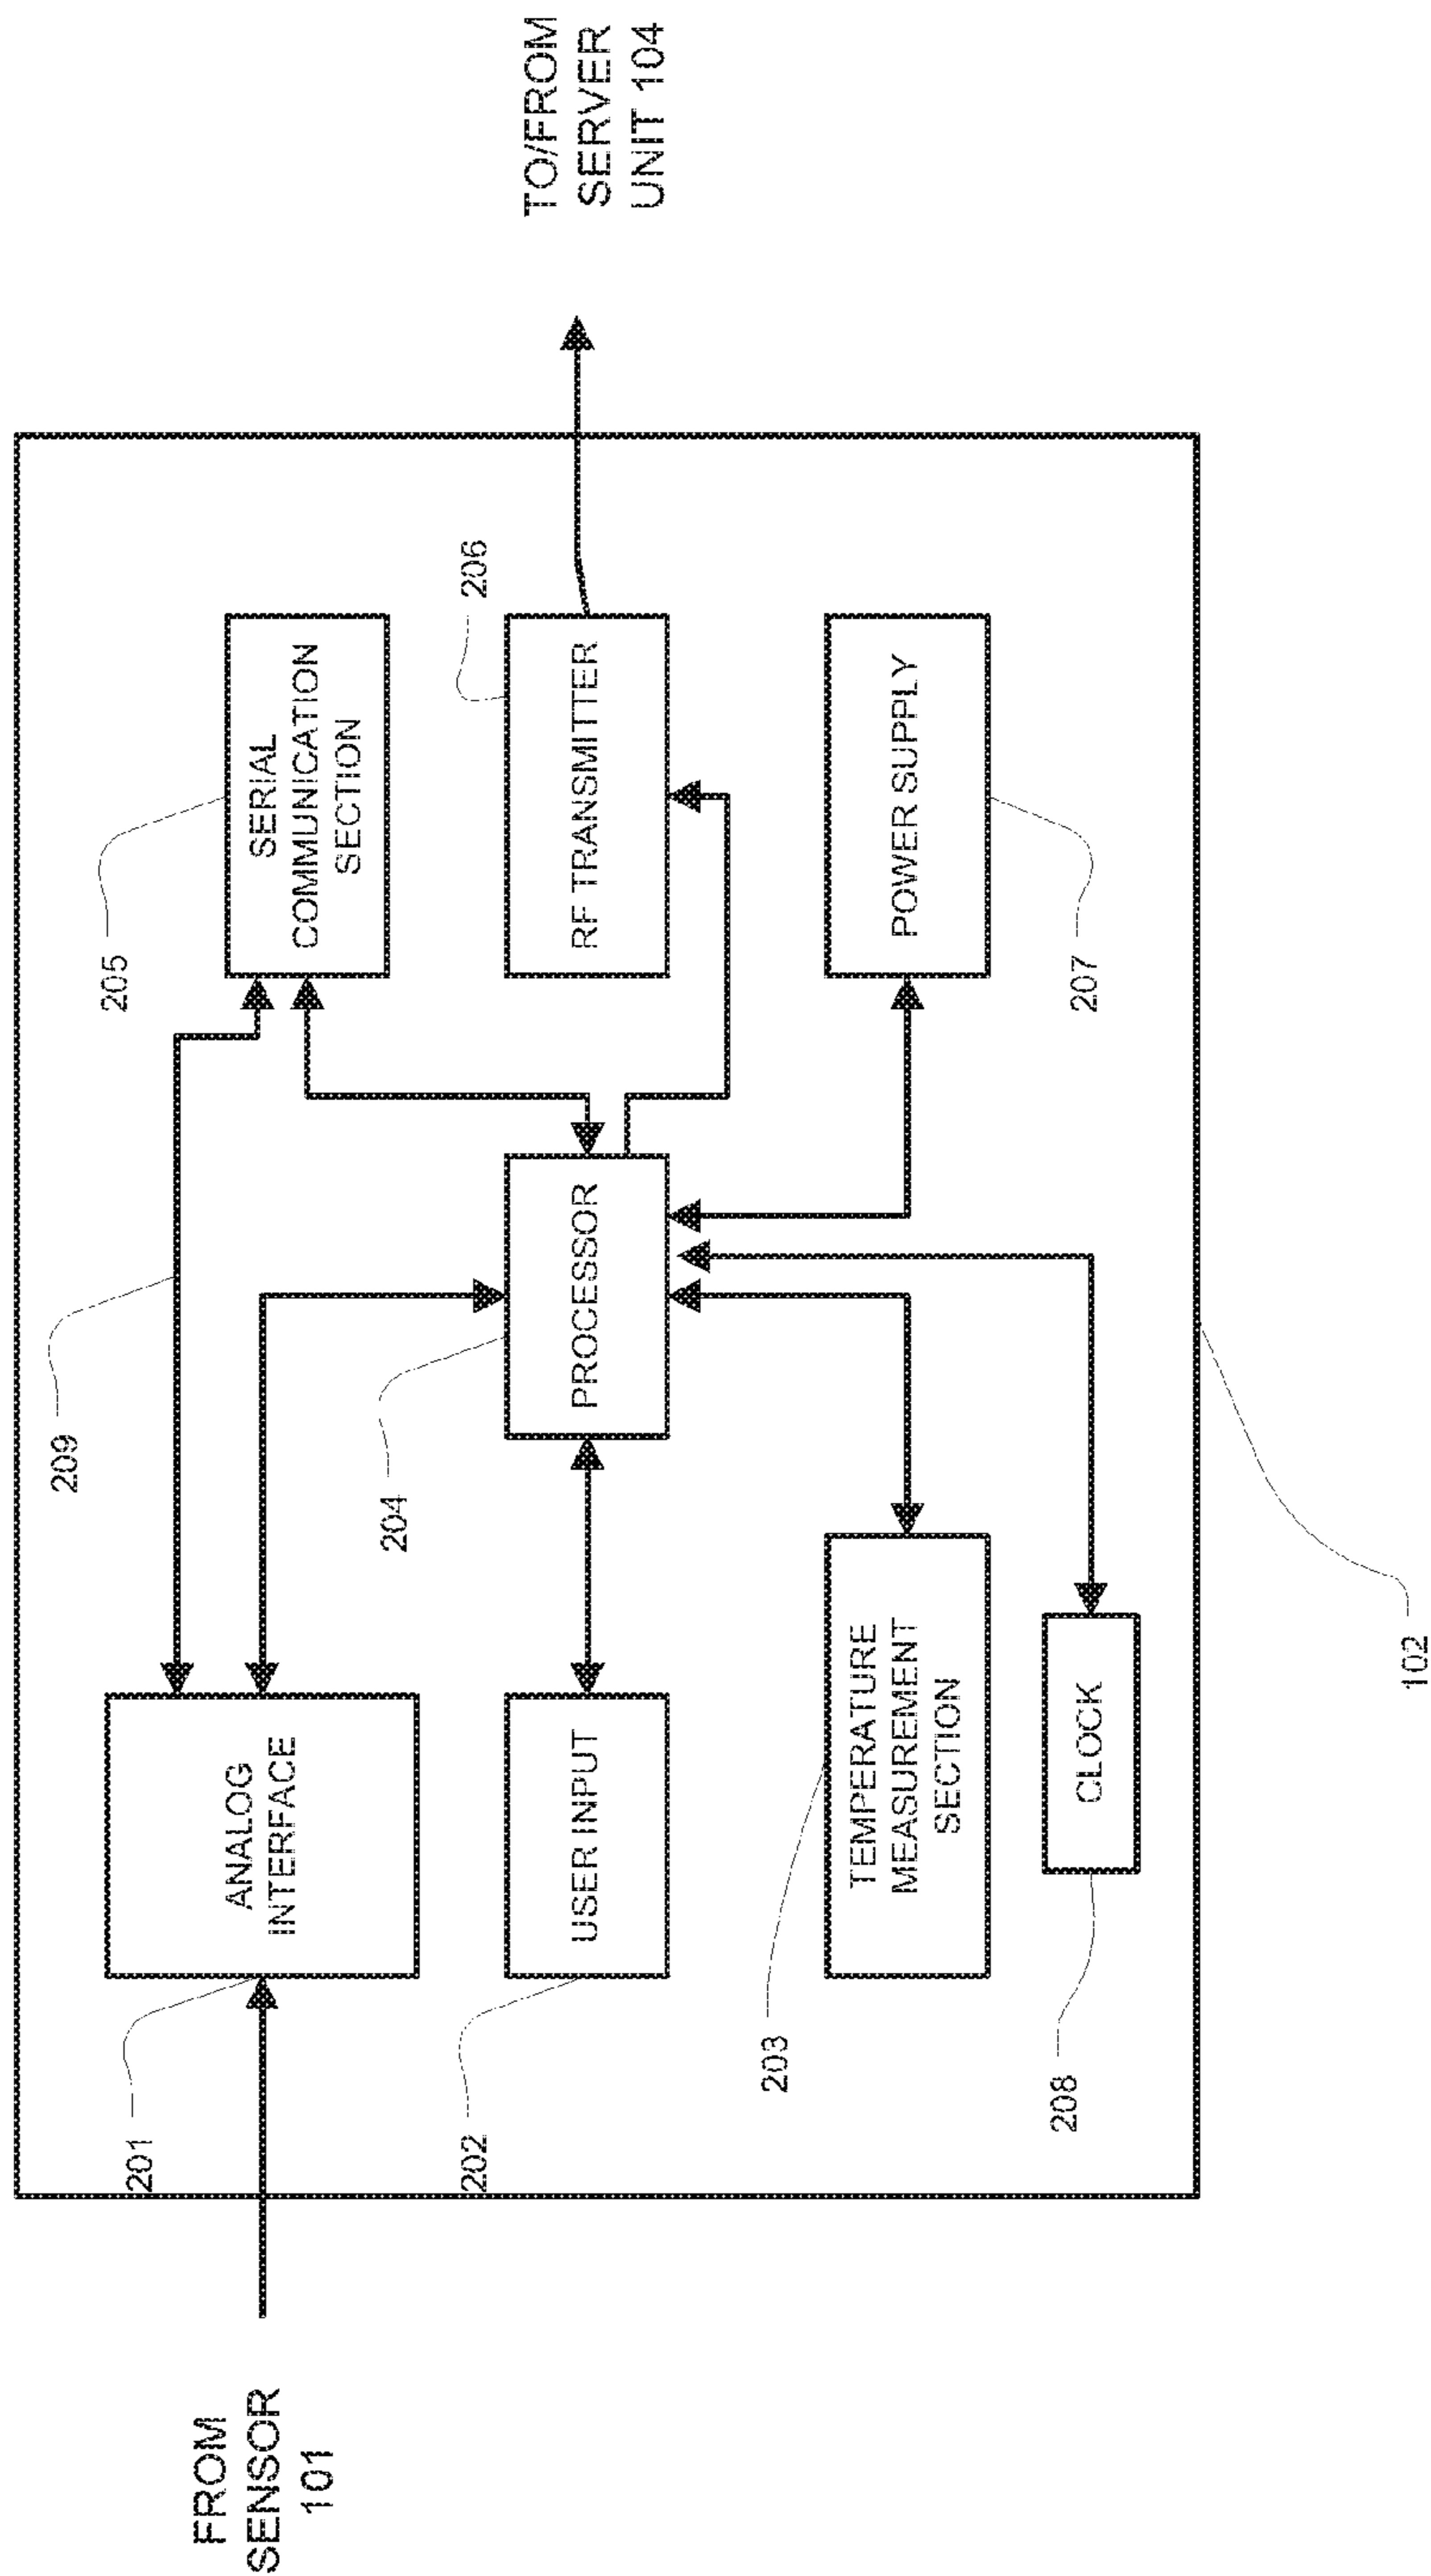 FROM
SENSOR
101
201
ANALOG
INTERFACE
209
205
SERIAL
COMMUNICATION
SECTION
202
USER INPUT
204
PROCESSOR
206
RF TRANSMITTER
TO/FROM
SERVER
UNIT 104
203
TEMPERATURE
MEASUREMENT
SECTION
207
POWER SUPPLY
208
CLOCK
102